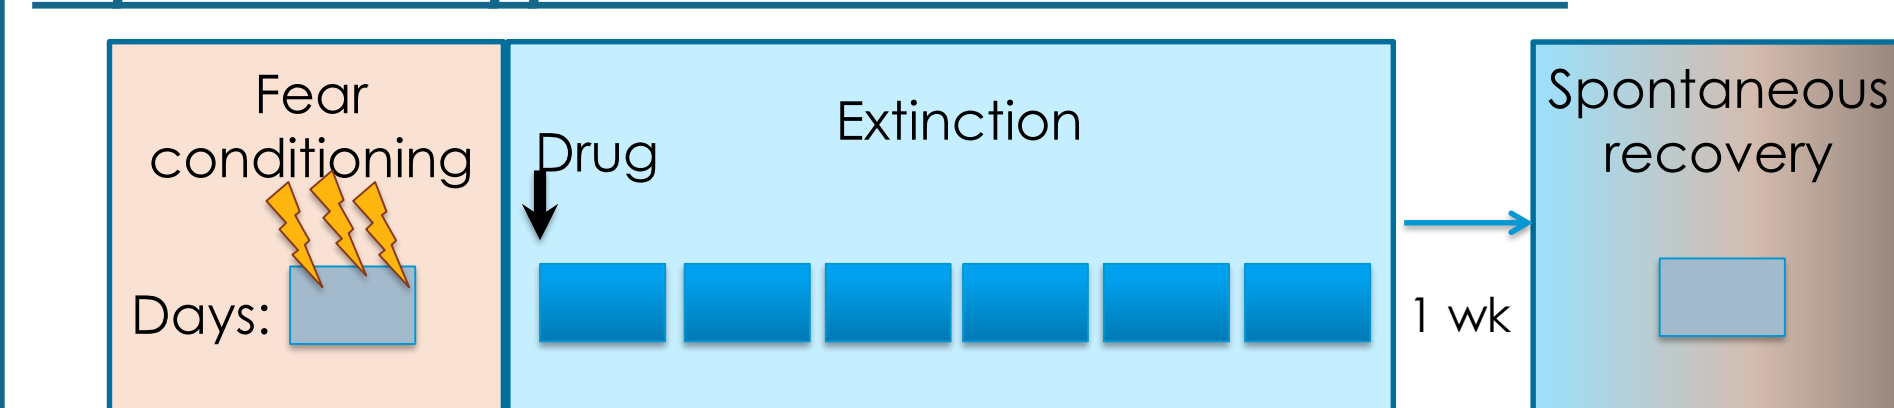 Fear
conditioning
Days:
Drug
Extinction
1 wk
Spontaneous
recovery